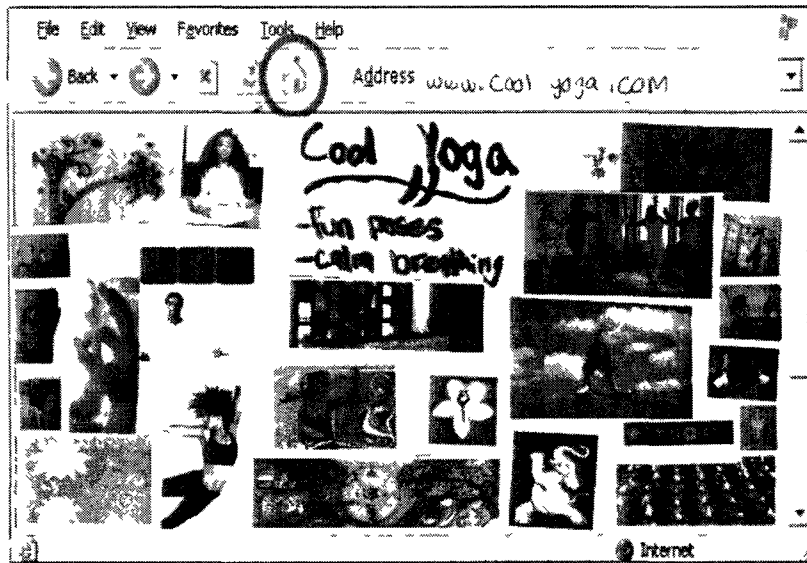 File Edit View Favorites Tools Help
Back Address www.cool yoga.com
Cool Yoga
-fun poses
-calm breathing
Internet